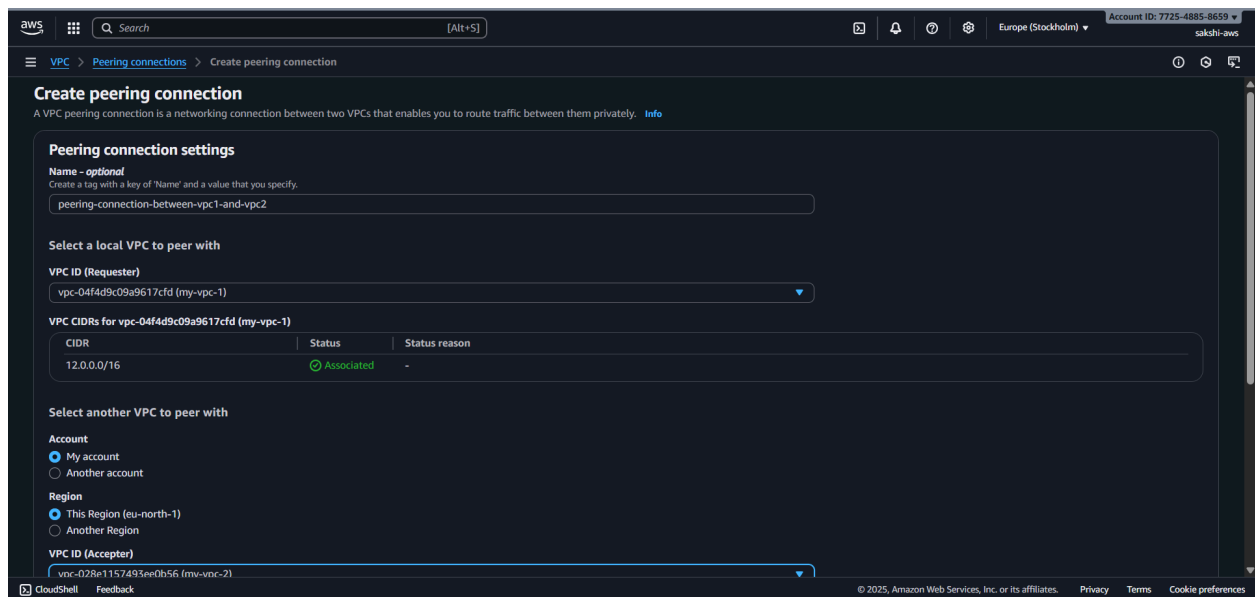 aws
Search [Alt+S]
Europe (Stockholm)
Account ID: 7725-4885-8659
sakshi-aws
VPC > Peering connections > Create peering connection
Create peering connection
A VPC peering connection is a networking connection between two VPCs that enables you to route traffic between them privately. Info
Peering connection settings
Name - optional
Create a tag with a key of 'Name' and a value that you specify.
peering-connection-between-vpc1-and-vpc2
Select a local VPC to peer with
VPC ID (Requester)
vpc-04f4d9c09a9617cfd (my-vpc-1)
VPC CIDRs for vpc-04f4d9c09a9617cfd (my-vpc-1)
CIDR Status Status reason
12.0.0.0/16 Associated -
Select another VPC to peer with
Account
My account
Another account
Region
This Region (eu-north-1)
Another Region
VPC ID (Accepter)
vpc-028e1157493ee0b56 (my-vpc-2)
CloudShell Feedback © 2025, Amazon Web Services, Inc. or its affiliates. Privacy Terms Cookie preferences